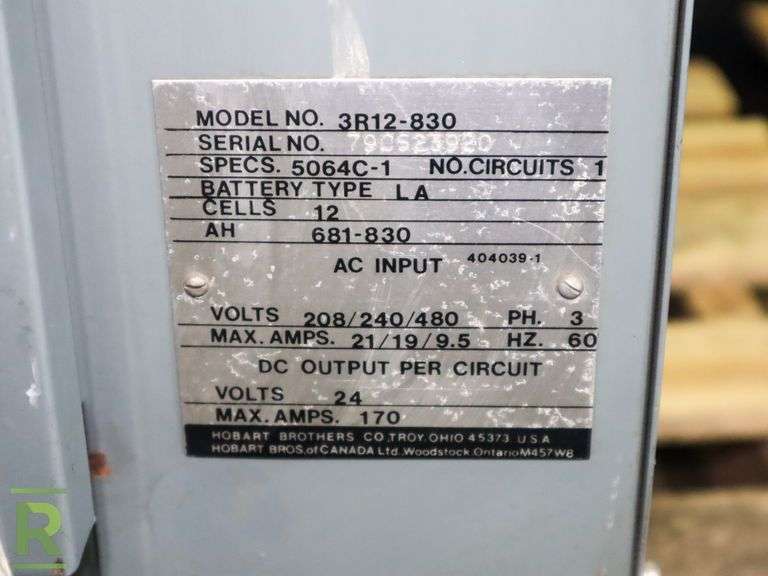 MODEL NO. 3R12-830
SERIAL NO. 79CS23920
SPECS. 5064C-1 NO.CIRCUITS 1
BATTERY TYPE LA
CELLS 12
AH 681-830
AC INPUT 404039-1
VOLTS 208/240/480 PH. 3
MAX. AMPS. 21/19/9.5 HZ. 60
DC OUTPUT PER CIRCUIT
VOLTS 24
MAX. AMPS. 170
HOBART BROTHERS CO, TROY, OHIO 45373 U.S.A
HOBART BROS. of CANADA Ltd. Woodstock, Ontario M457W8
R